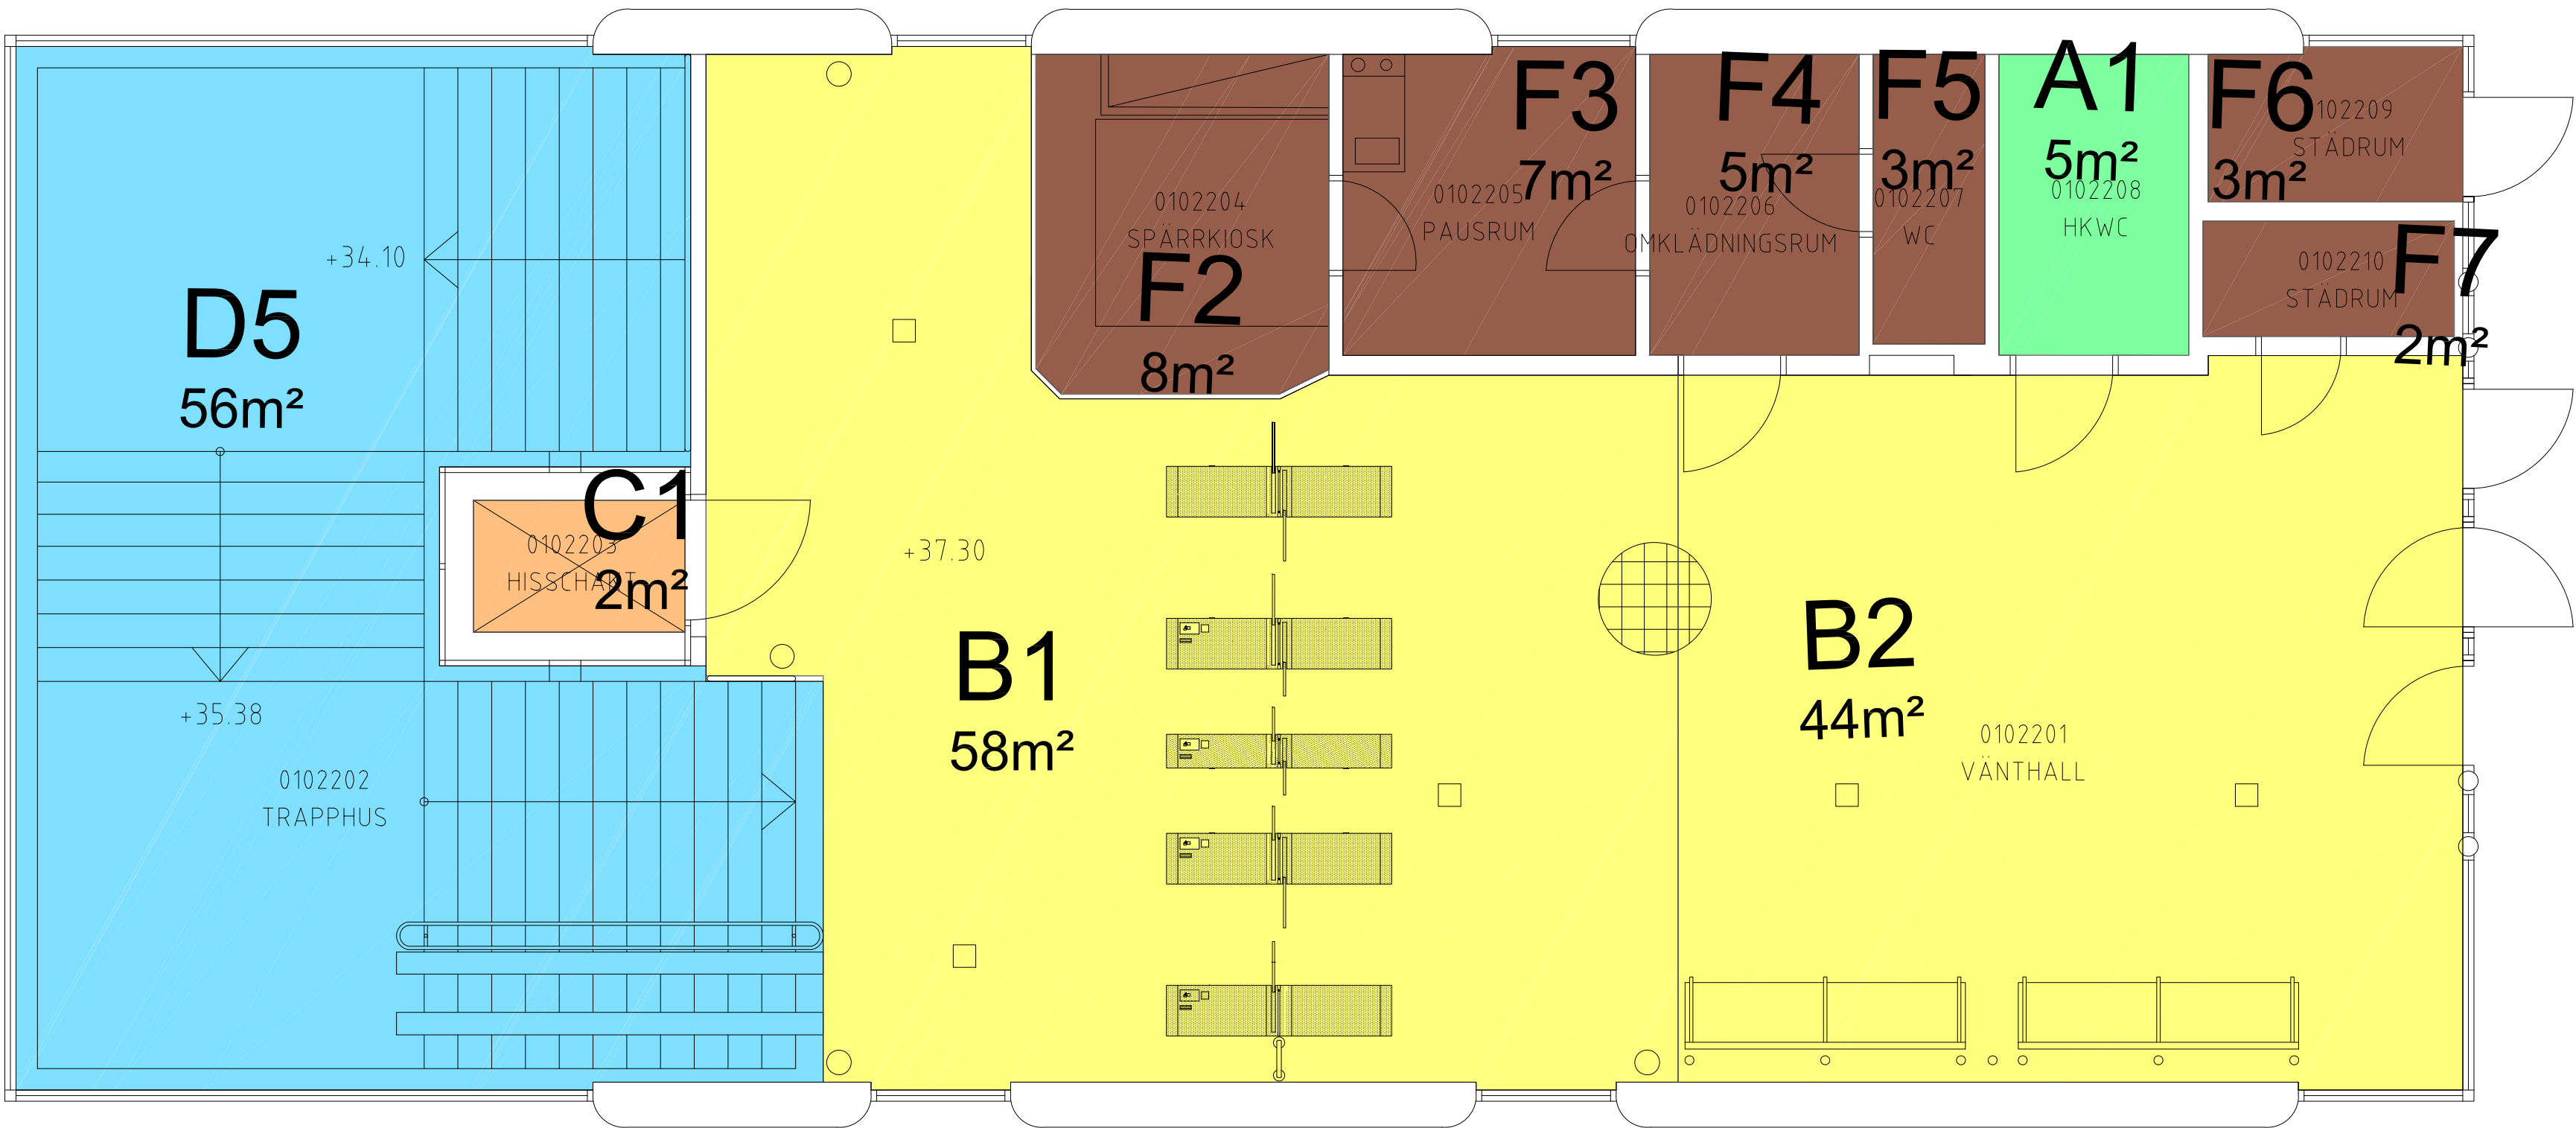 D5
56m²
+34.10
+35.38
0102202
TRAPPHUS
C1
2m²
0102203
HISSCHAKT
+37.30
B1
58m²
0102204
SPÄRRKIOSK
F2
8m²
F3
7m²
0102205
PAUSRUM
F4
5m²
0102206
OMKLÄDNINGSRUM
F5
3m²
0102207
WC
A1
5m²
0102208
HKWC
F6
3m²
0102209
STÄDRUM
F7
2m²
0102210
STÄDRUM
B2
44m²
0102201
VÄNTHALL